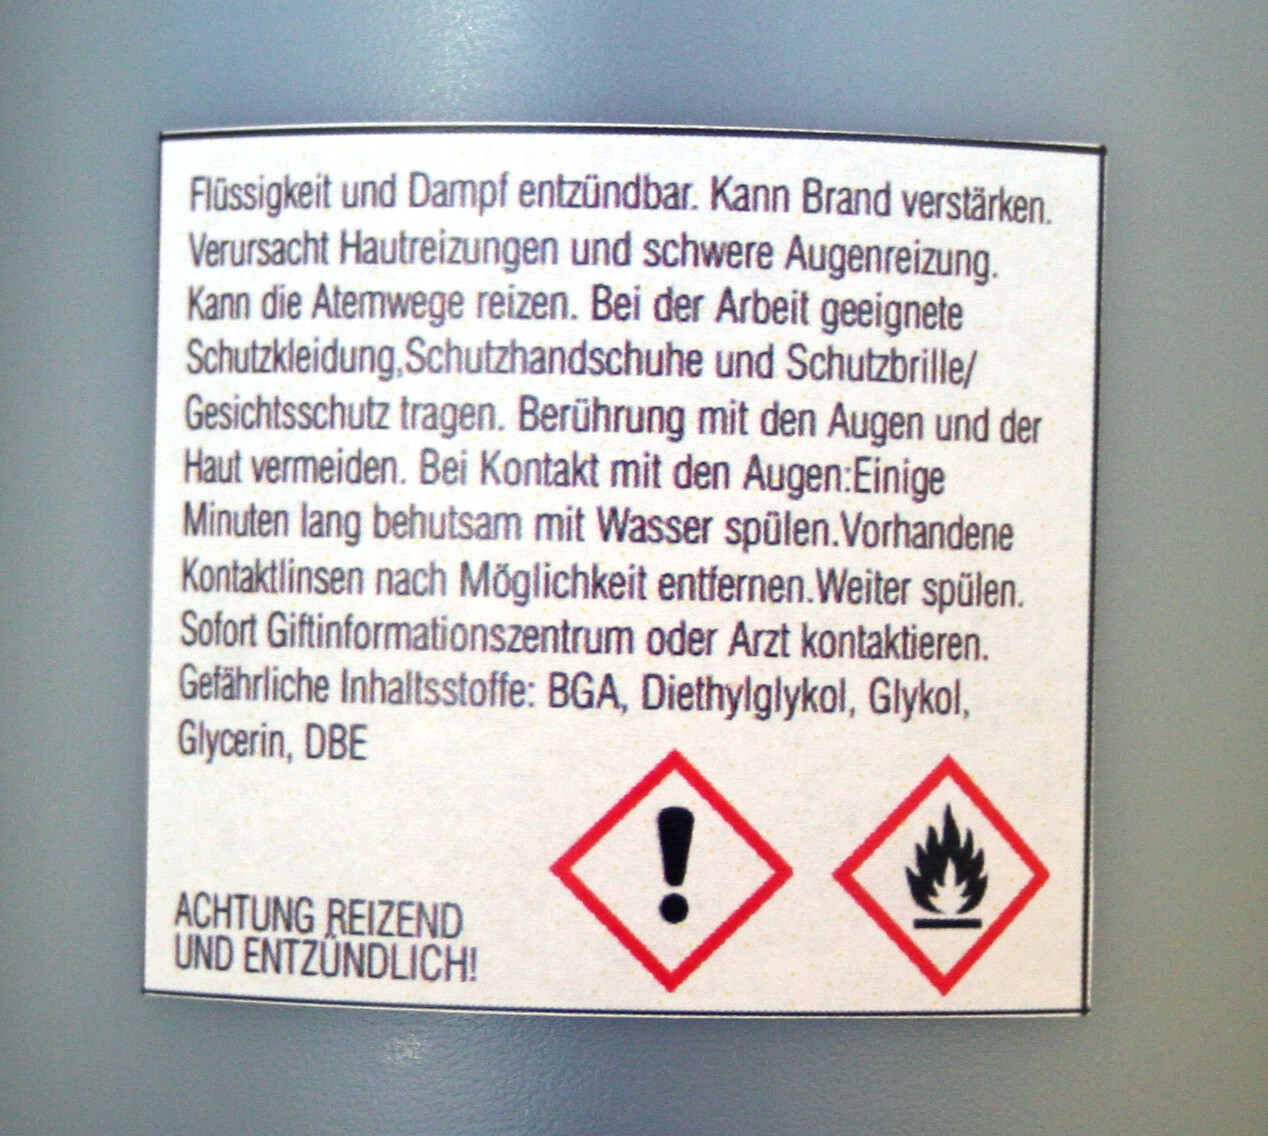 Flüssigkeit und Dampf entzündbar. Kann Brand verstärken.
Verursacht Hautreizungen und schwere Augenreizung.
Kann die Atemwege reizen. Bei der Arbeit geeignete
Schutzkleidung,Schutzhandschuhe und Schutzbrille/
Gesichtsschutz tragen. Berührung mit den Augen und der
Haut vermeiden. Bei Kontakt mit den Augen:Einige
Minuten lang behutsam mit Wasser spülen.Vorhandene
Kontaktlinsen nach Möglichkeit entfernen.Weiter spülen.
Sofort Giftinformationszentrum oder Arzt kontaktieren.
Gefährliche Inhaltsstoffe: BGA, Diethylglykol, Glykol,
Glycerin, DBE
ACHTUNG REIZEND
UND ENTZÜNDLICH!